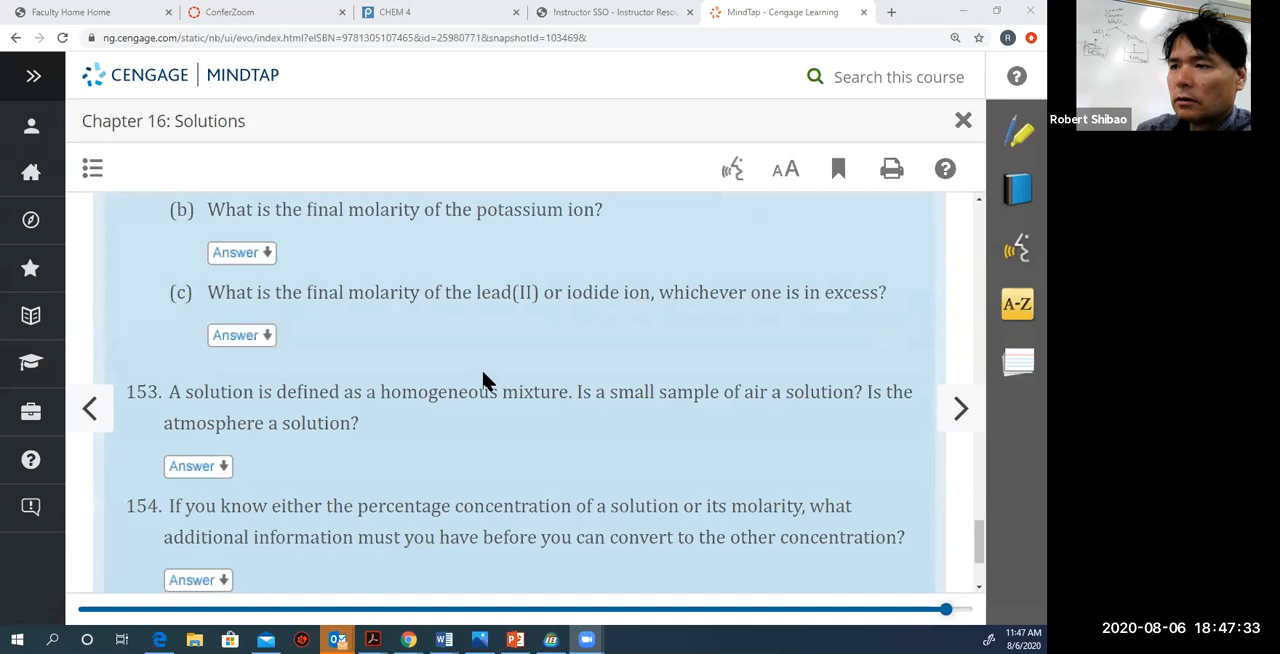 Faculty Home Home
ConferZoom
CHEM 4
Instructor SSO - Instructor Resou
MindTap - Cengage Learning
ng.cengage.com/static/nb/ui/evo/index.html?eISBN=9781305107465&id=25980771&snapshotId=103469&
R
CENGAGE | MINDTAP
Search this course
Robert Shibao
Chapter 16: Solutions
AA
(b) What is the final molarity of the potassium ion?
Answer
(c) What is the final molarity of the lead(II) or iodide ion, whichever one is in excess?
Answer
A-Z
153. A solution is defined as a homogeneous mixture. Is a small sample of air a solution? Is the
atmosphere a solution?
Answer
154. If you know either the percentage concentration of a solution or its molarity, what
additional information must you have before you can convert to the other concentration?
Answer
11:47 AM
8/6/2020
2020-08-06 18:47:33